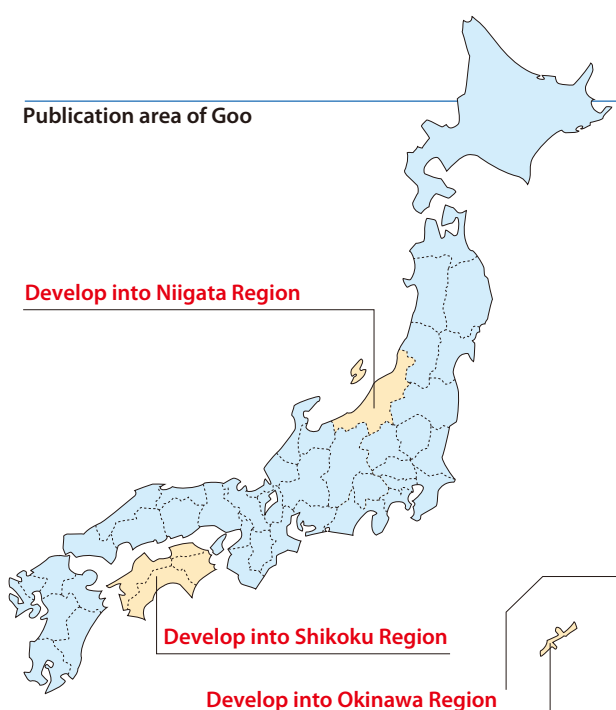 Publication area of Goo
Develop into Niigata Region
Develop into Shikoku Region
Develop into Okinawa Region